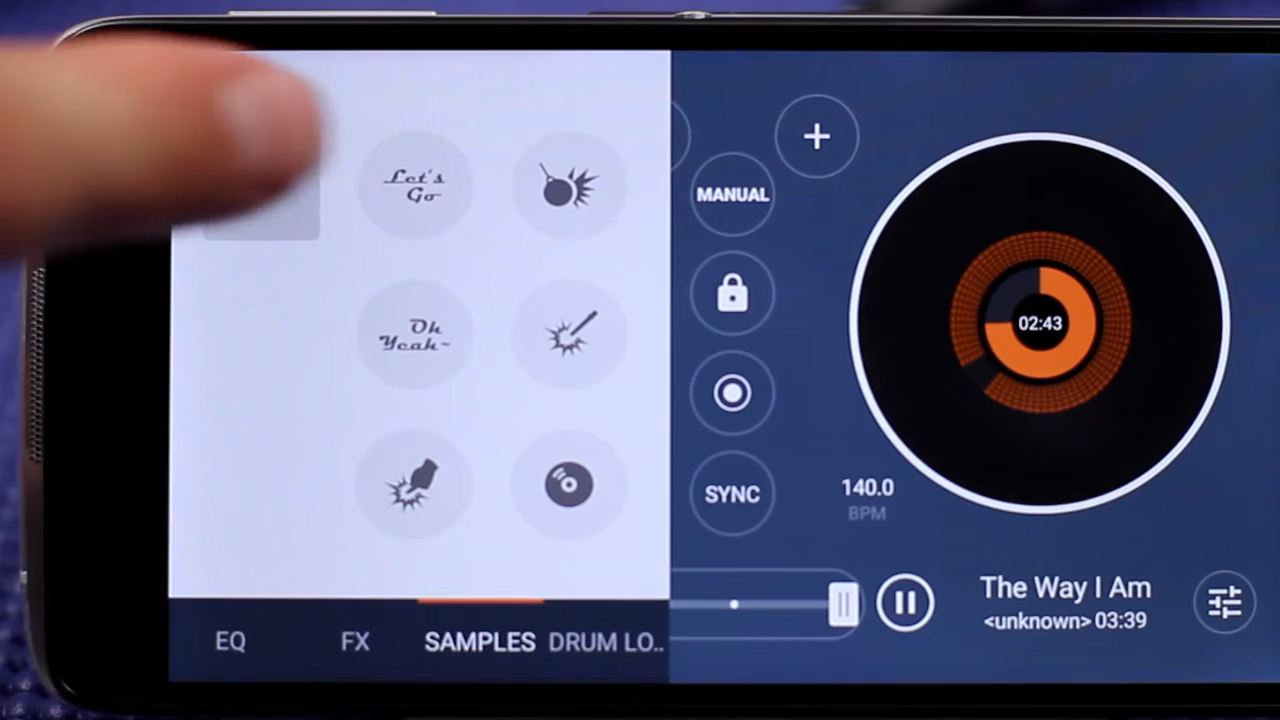 Let's
Go
Oh
Yeah~
EQ
FX
SAMPLES
DRUM LO..
MANUAL
SYNC
140.0
BPM
02:43
The Way I Am
<unknown> 03:39